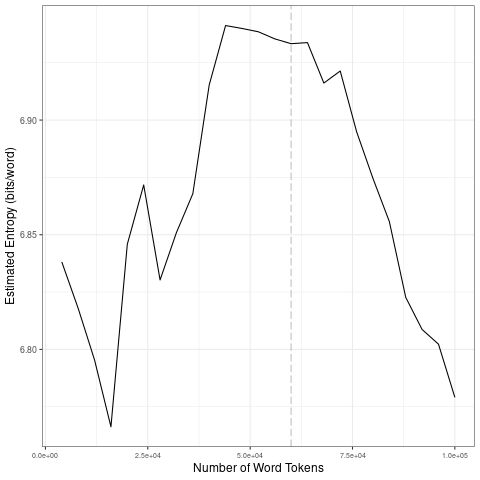 Estimated Entropy (bits/word)
6.90
6.85
6.80
0.0e+00 2.5e+04 5.0e+04 7.5e+04 1.0e+05
Number of Word Tokens